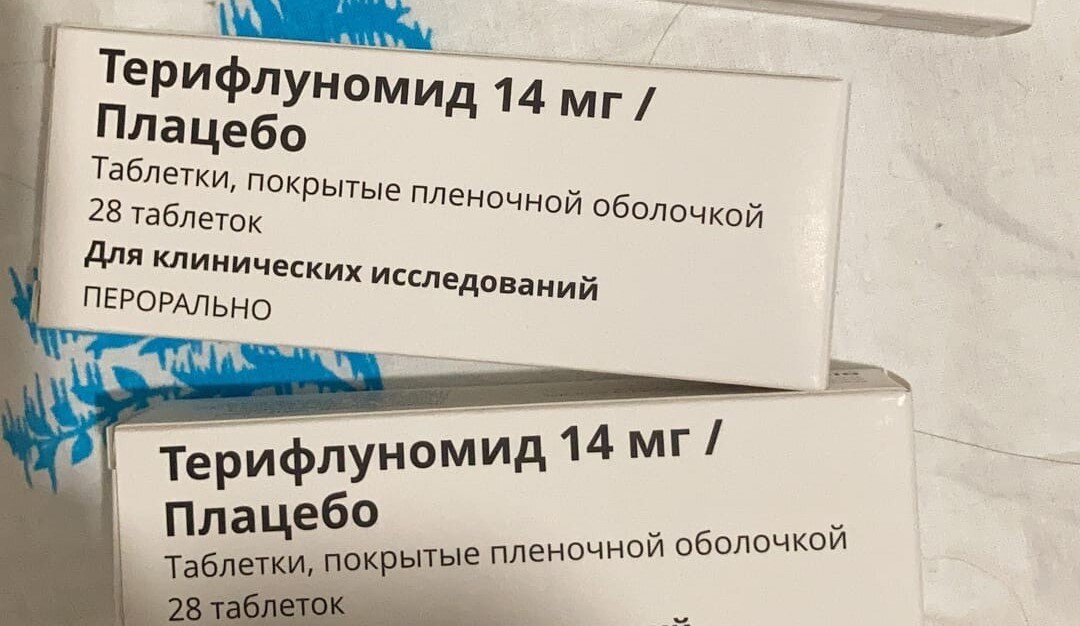 Терифлуномид 14 мг /
Плацебо
Таблетки, покрытые пленочной оболочкой
28 таблеток
Для клинических исследований
ПЕРОРАЛЬНО
Терифлуномид 14 мг /
Плацебо
Таблетки, покрытые пленочной оболочкой
28 таблеток